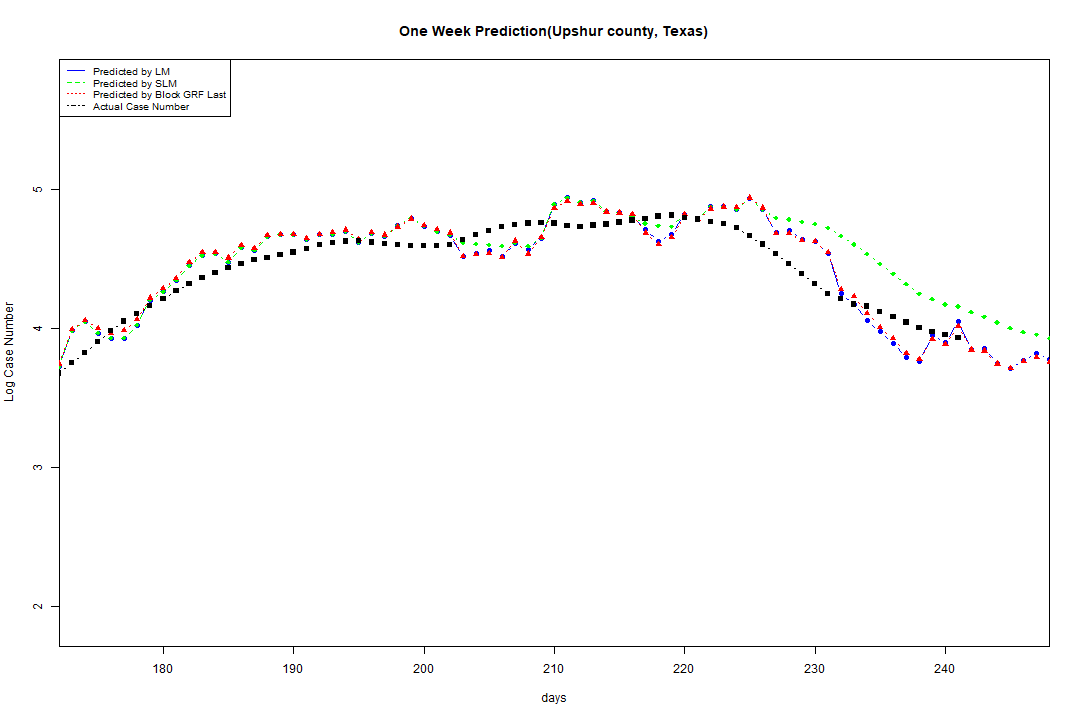 One Week Prediction(Upshur county, Texas)
Predicted by LM
Predicted by SLM
Predicted by Block GRF Last
Actual Case Number
5
4
3
2
Log Case Number
180 190 200 210 220 230 240
days